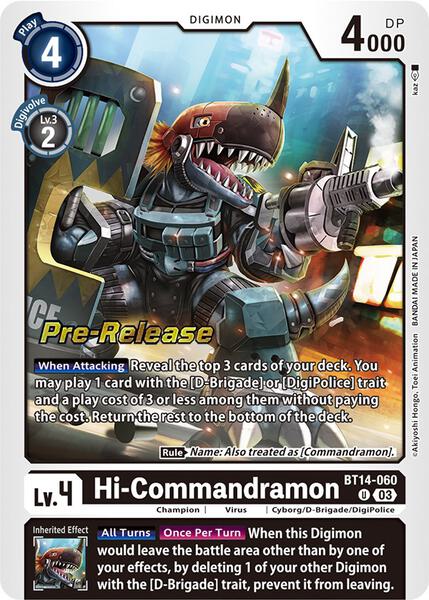 DIGIMON
Play
4
4000
DP
Digivolve
Lv.3
2
kaz
©Akiyoshi Hongo, Toei Animation BANDAI MADE IN JAPAN
ICE
Pre-Release
When Attacking Reveal the top 3 cards of your deck. You
may play 1 card with the [D-Brigade] or [DigiPolice] trait
and a play cost of 3 or less among them without paying
the cost. Return the rest to the bottom of the deck.
Rule Name: Also treated as [Commandramon].
Lv.4
Hi-Commandramon
BT14-060
U 03
Champion | Virus | Cyborg/D-Brigade/DigiPolice
Inherited Effect
All Turns Once Per Turn When this Digimon
would leave the battle area other than by one of
your effects, by deleting 1 of your other Digimon
with the [D-Brigade] trait, prevent it from leaving.